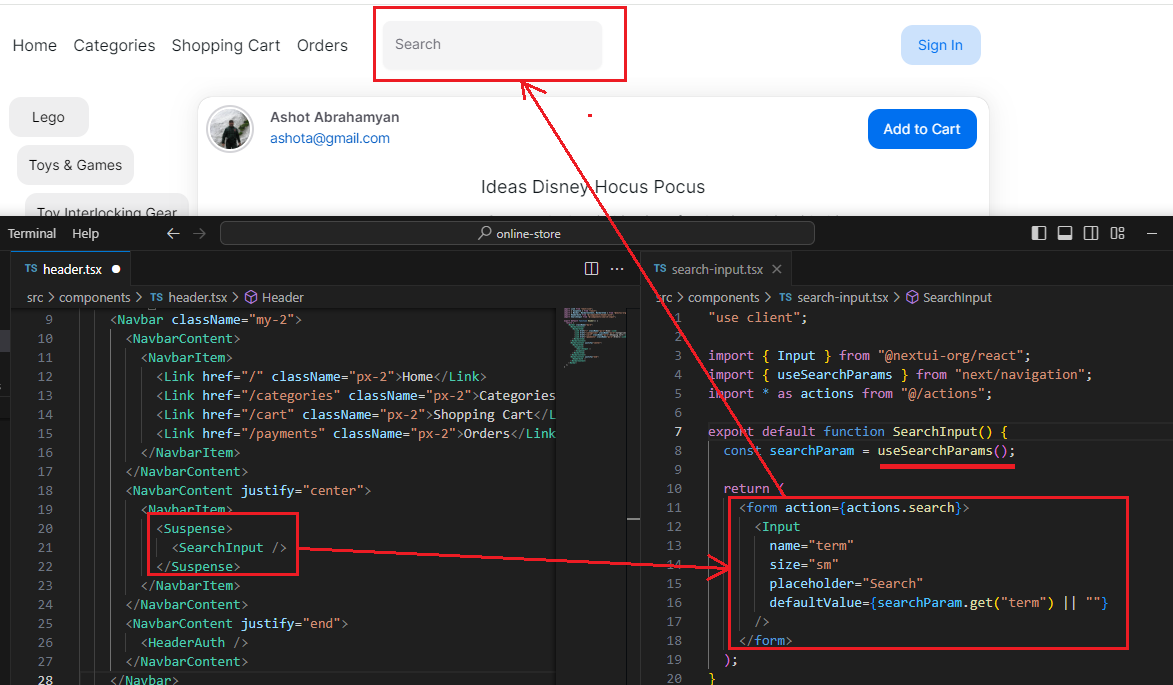 Home Categories Shopping Cart Orders Search Sign In
Lego
Toys & Games
Toy Interlocking Gear
Ashot Abrahamyan
ashota@gmail.com
Add to Cart
Ideas Disney Hocus Pocus
Terminal Help
online-store
TS header.tsx
src > components > TS header.tsx > Header
9 <Navbar className="my-2">
10 <NavbarContent>
11 <NavbarItem>
12 <Link href="/" className="px-2">Home</Link>
13 <Link href="/categories" className="px-2">Categories
14 <Link href="/cart" className="px-2">Shopping Cart</L
15 <Link href="/payments" className="px-2">Orders</Link
16 </NavbarItem>
17 </NavbarContent>
18 <NavbarContent justify="center">
19 <NavbarItem>
20 <Suspense>
21 <SearchInput />
22 </Suspense>
23 </NavbarItem>
24 </NavbarContent>
25 <NavbarContent justify="end">
26 <HeaderAuth />
27 </NavbarContent>
28 </Navbar>
TS search-input.tsx
src > components > TS search-input.tsx > SearchInput
1 "use client";
2
3 import { Input } from "@nextui-org/react";
4 import { useSearchParams } from "next/navigation";
5 import * as actions from "@/actions";
6
7 export default function SearchInput() {
8 const searchParam = useSearchParams();
9
10 return (
11 <form action={actions.search}>
12 <Input
13 name="term"
14 size="sm"
15 placeholder="Search"
16 defaultValue={searchParam.get("term") || ""}
17 />
18 </form>
19 );
20 }